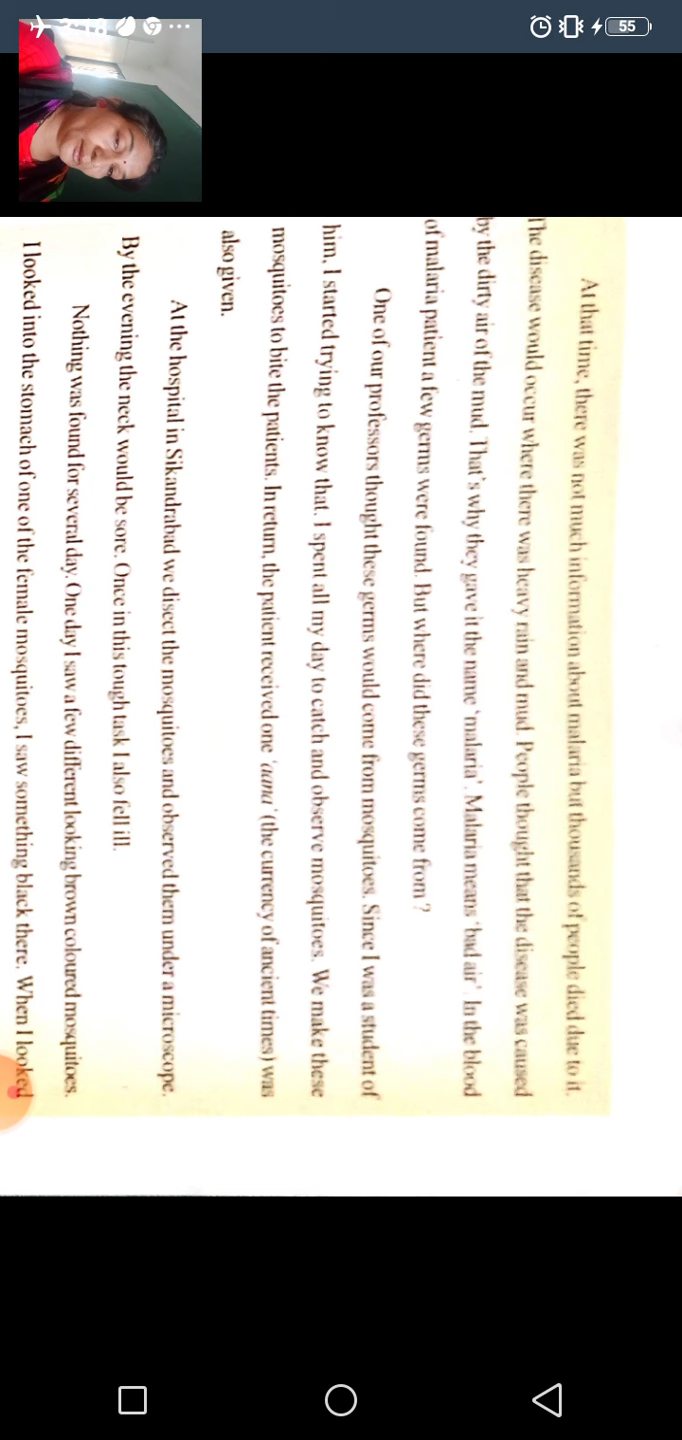 55
At that time, there was not much information about malaria but thousands of people died due to it.
The disease would occur where there was heavy rain and mud. People thought that the disease was caused
by the dirty air of the mud. That's why they gave it the name 'malaria'. Malaria means 'bad air'. In the blood
of malaria patient a few germs were found. But where did these germs come from ?
One of our professors thought these germs would come from mosquitoes. Since I was a student of
him, I started trying to know that. I spent all my day to catch and observe mosquitoes. We make these
mosquitoes to bite the patients. In return, the patient received one 'aana' (the currency of ancient times) was
also given.
At the hospital in Sikandrabad we disect the mosquitoes and observed them under a microscope.
By the evening the neck would be sore. Once in this tough task I also fell ill.
Nothing was found for several day. One day I saw a few different looking brown coloured mosquitoes.
I looked into the stomach of one of the female mosquitoes, I saw something black there. When I looked